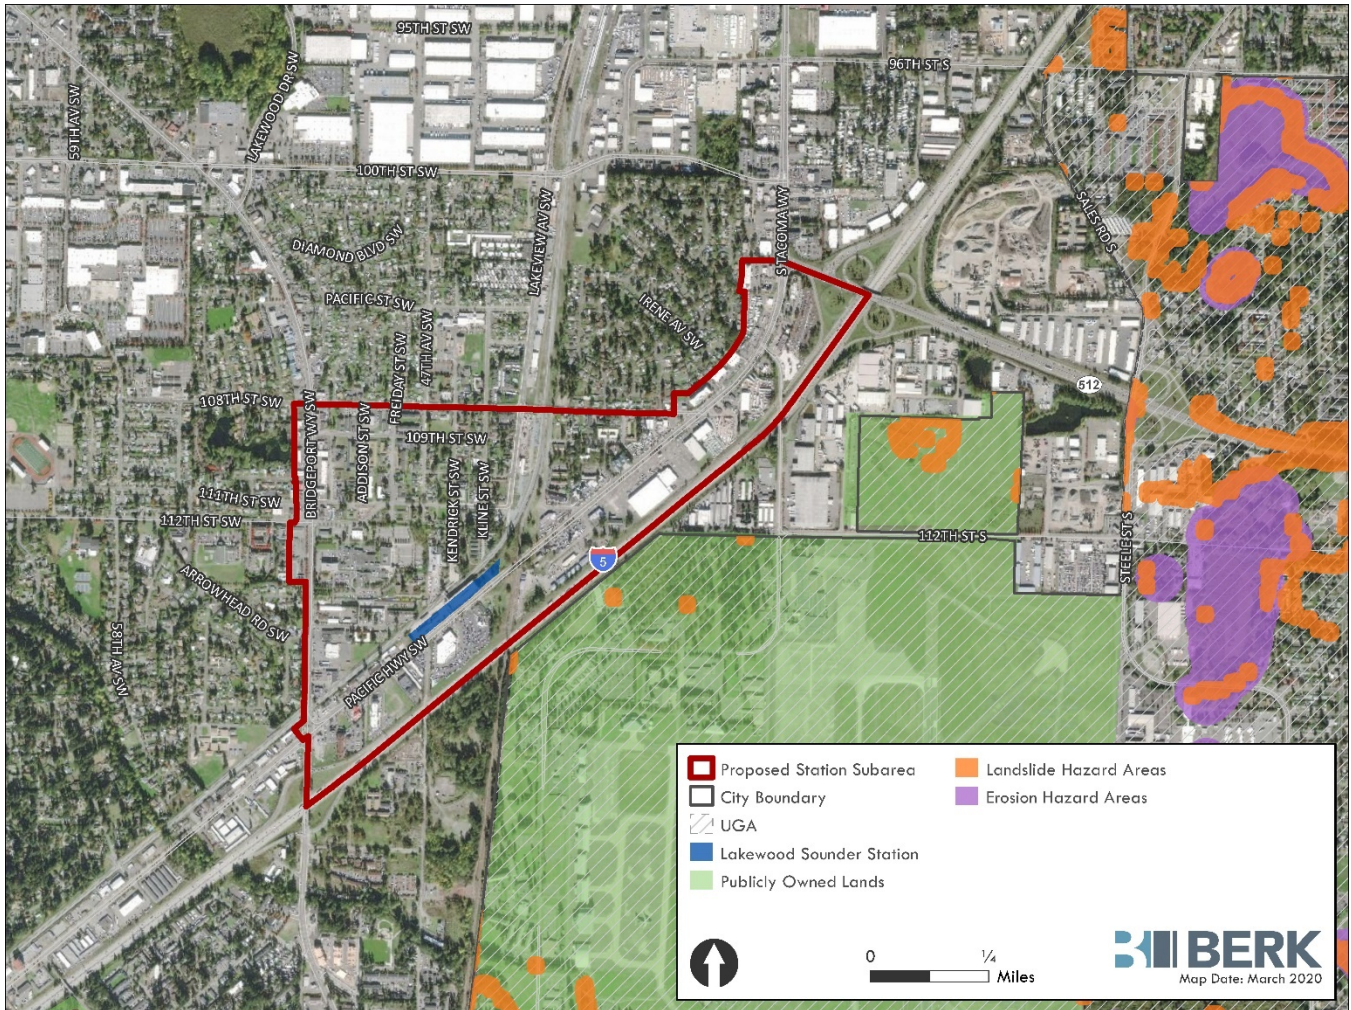 95TH ST SW
96TH ST S
59TH AV SW
LAKEWOOD DR SW
100TH ST SW
LAKEVIEW AV SW
S TACOMA WY
SALES RD S
DIAMOND BLVD SW
PACIFIC ST SW
IRENE AV SW
47TH AV SW
FREIDAY ST SW
512
108TH ST SW
BRIDGEPORT WY SW
ADDISON ST SW
109TH ST SW
KENDRICK ST SW
KLINE ST SW
111TH ST SW
112TH ST SW
112TH ST S
STEELE ST S
5
ARROWHEAD RD SW
58TH AV SW
PACIFIC HWY SW
Proposed Station Subarea
City Boundary
UGA
Lakewood Sounder Station
Publicly Owned Lands
Landslide Hazard Areas
Erosion Hazard Areas
0 ¼
Miles
BERK
Map Date: March 2020